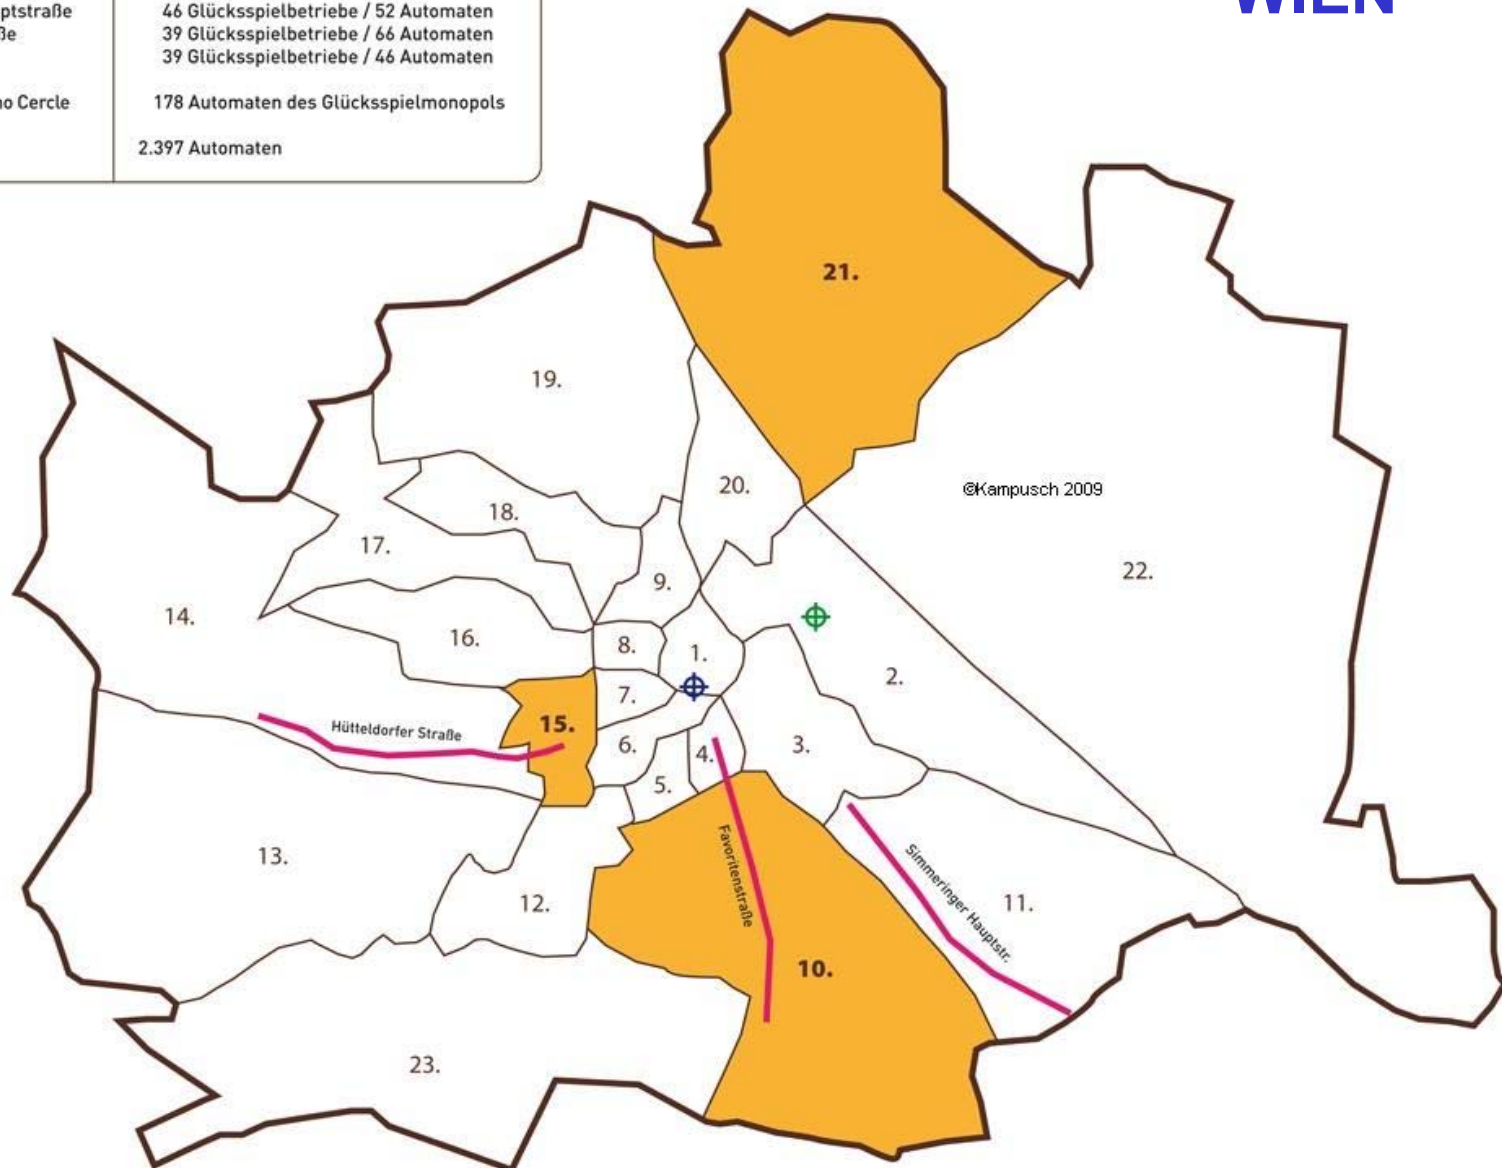 WIEN
ptstraße 46 Glücksspielbetriebe / 52 Automaten
ße 39 Glücksspielbetriebe / 66 Automaten
39 Glücksspielbetriebe / 46 Automaten
no Cercle 178 Automaten des Glücksspielmonopols
2.397 Automaten
21.
19.
20.
©Kampusch 2009
18.
17.
22.
9.
14.
16.
8.
1.
2.
7.
15.
Hütteldorfer Straße
6.
4.
3.
5.
13.
Favoritenstraße
Simmeringer Hauptstr.
12.
11.
10.
23.